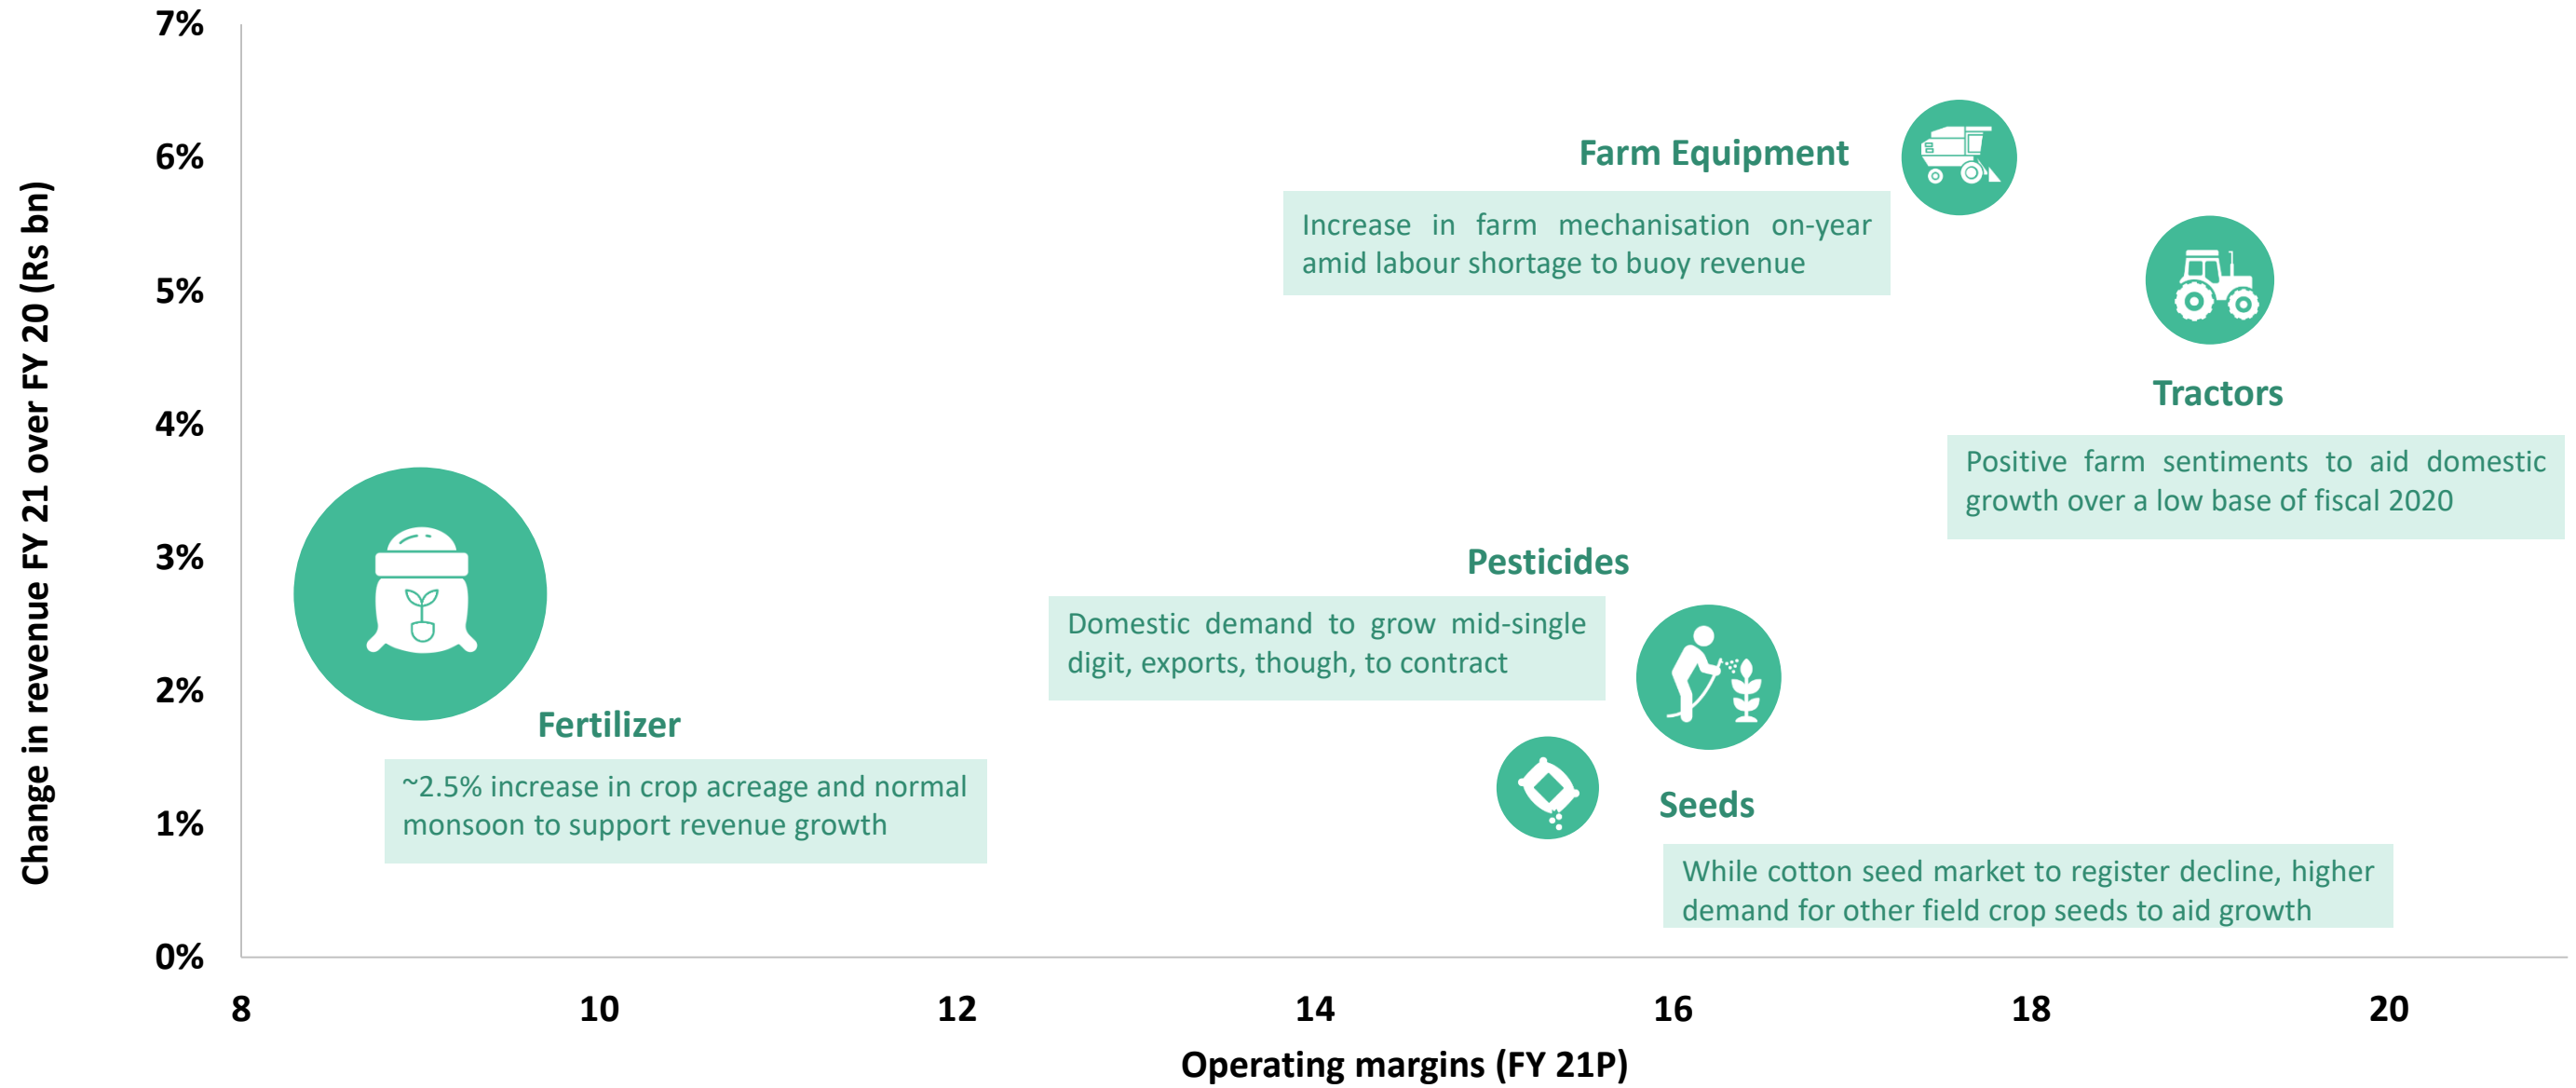 7%
6%
5%
4%
3%
2%
1%
0%
Change in revenue FY 21 over FY 20 (Rs bn)
Farm Equipment
Increase in farm mechanisation on-year
amid labour shortage to buoy revenue
Tractors
Positive farm sentiments to aid domestic
growth over a low base of fiscal 2020
Pesticides
Domestic demand to grow mid-single
digit, exports, though, to contract
Fertilizer
~2.5% increase in crop acreage and normal
monsoon to support revenue growth
Seeds
While cotton seed market to register decline, higher
demand for other field crop seeds to aid growth
8 10 12 14 16 18 20
Operating margins (FY 21P)